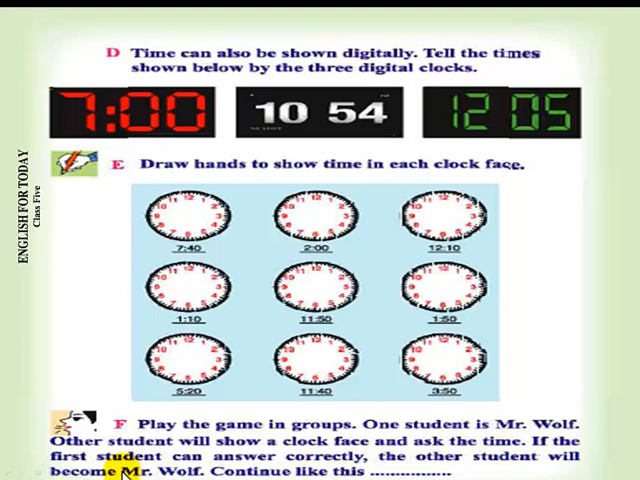 D Time can also be shown digitally. Tell the times
shown below by the three digital clocks.
7:00 10 54 12 05
E Draw hands to show time in each clock face.
7:40 2:00 12:10
1:10 11:50 1:50
5:20 11:40 3:50
F Play the game in groups. One student is Mr. Wolf.
Other student will show a clock face and ask the time. If the
first student can answer correctly, the other student will
become Mr. Wolf. Continue like this ................
ENGLISH FOR TODAY
Class Five